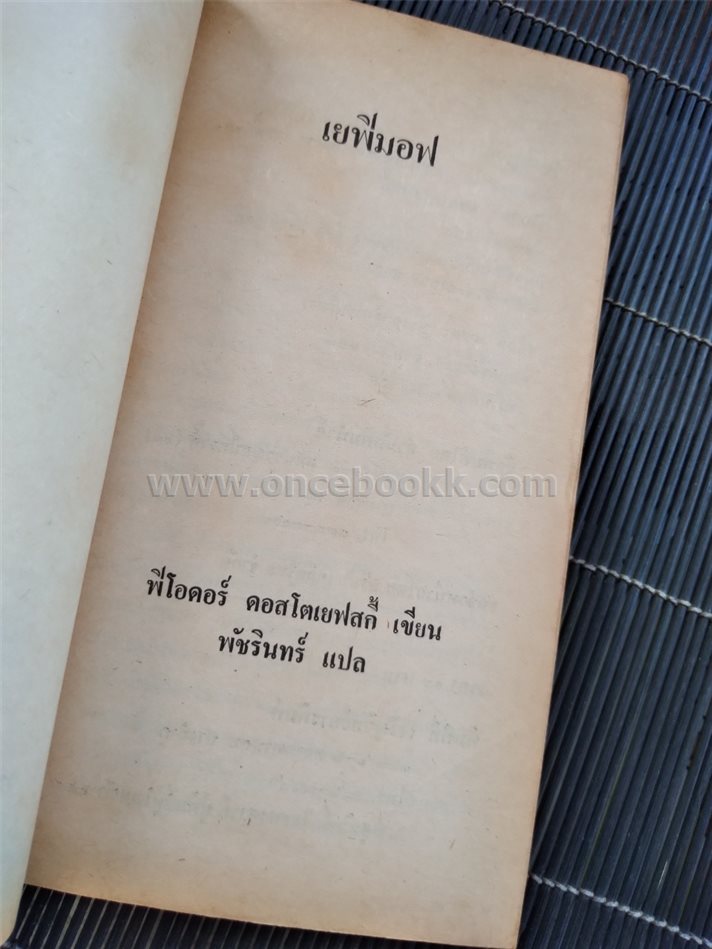 เยฟีมอฟ
www.oncebookk.com
ฟีโอดอร์ ดอสโตเยฟสกี้ เขียน
พัชรินทร์ แปล